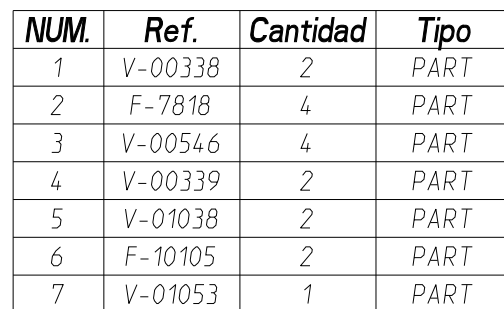 NUM. Ref. Cantidad Tipo
1 V-00338 2 PART
2 F-7818 4 PART
3 V-00546 4 PART
4 V-00339 2 PART
5 V-01038 2 PART
6 F-10105 2 PART
7 V-01053 1 PART